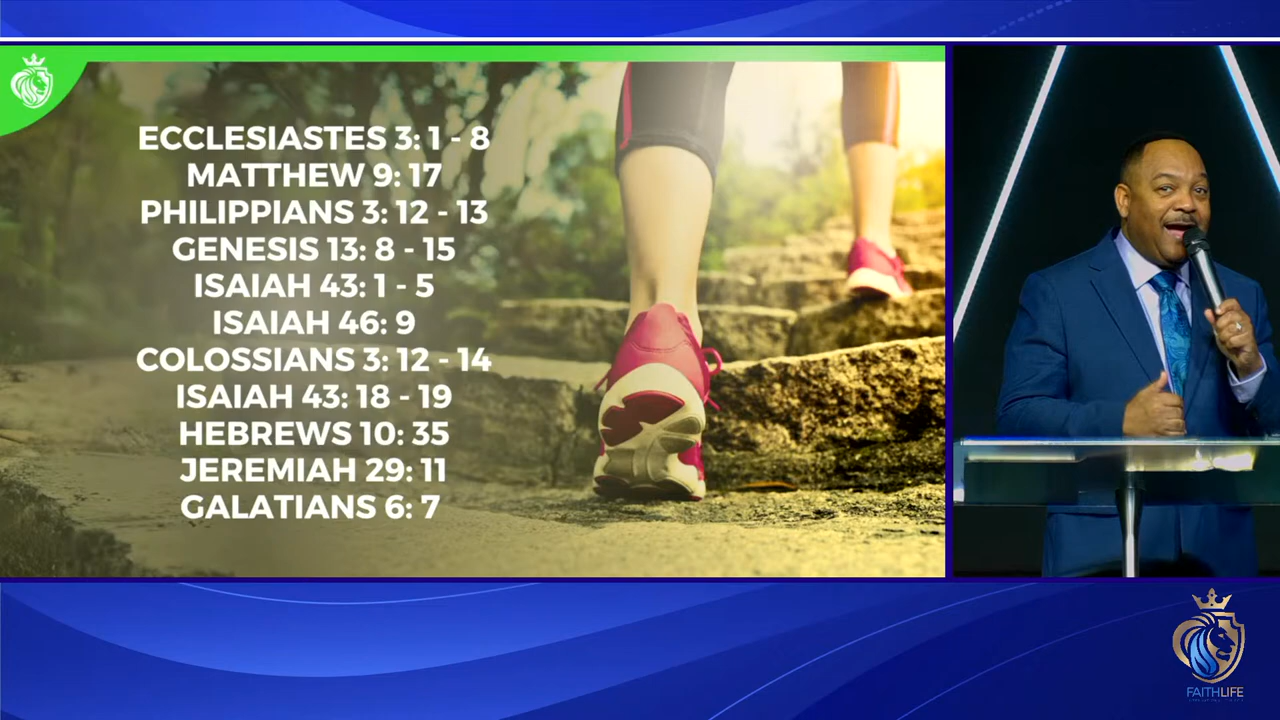 ECCLESIASTES 3: 1 - 8
MATTHEW 9: 17
PHILIPPIANS 3: 12 - 13
GENESIS 13: 8 - 15
ISAIAH 43: 1 - 5
ISAIAH 46: 9
COLOSSIANS 3: 12 - 14
ISAIAH 43: 18 - 19
HEBREWS 10: 35
JEREMIAH 29: 11
GALATIANS 6: 7
FAITHLIFE